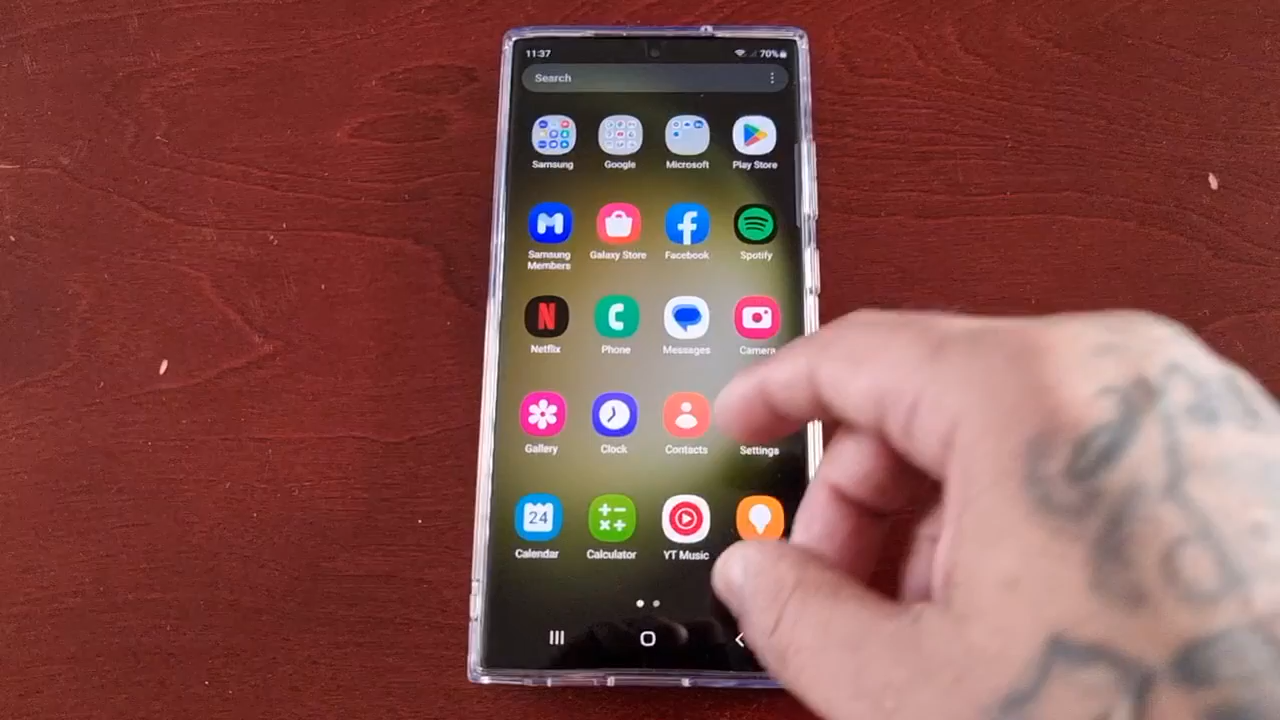 11:37
70%
Search
Samsung
Google
Microsoft
Play Store
Samsung
Members
Galaxy Store
Facebook
Spotify
Netflix
Phone
Messages
Camera
Gallery
Clock
Contacts
Settings
24
Calendar
Calculator
YT Music